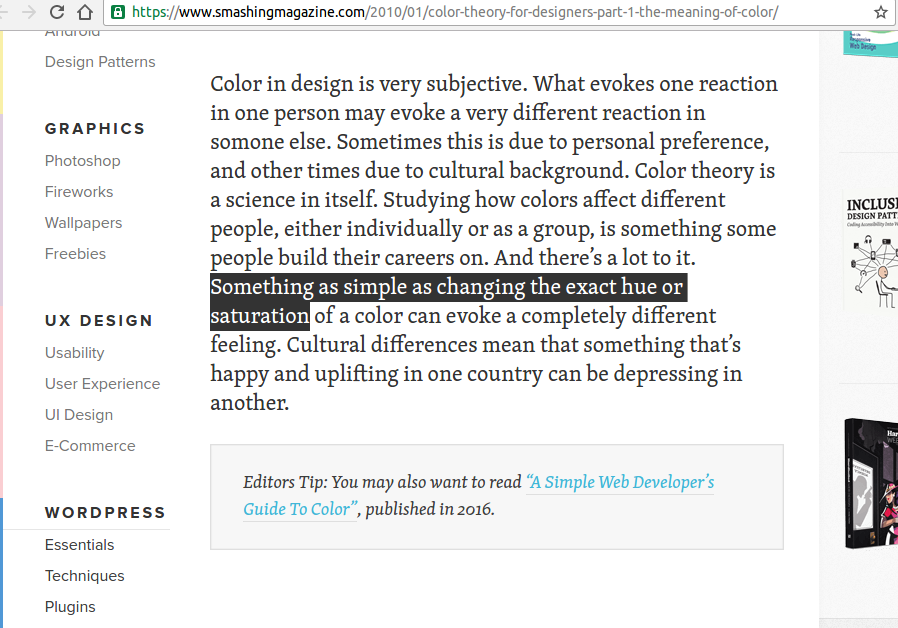 https://www.smashingmagazine.com/2010/01/color-theory-for-designers-part-1-the-meaning-of-color/
Android
Design Patterns
GRAPHICS
Photoshop
Fireworks
Wallpapers
Freebies
UX DESIGN
Usability
User Experience
UI Design
E-Commerce
WORDPRESS
Essentials
Techniques
Plugins
Color in design is very subjective. What evokes one reaction
in one person may evoke a very different reaction in
somone else. Sometimes this is due to personal preference,
and other times due to cultural background. Color theory is
a science in itself. Studying how colors affect different
people, either individually or as a group, is something some
people build their careers on. And there’s a lot to it.
Something as simple as changing the exact hue or
saturation of a color can evoke a completely different
feeling. Cultural differences mean that something that’s
happy and uplifting in one country can be depressing in
another.
Editors Tip: You may also want to read “A Simple Web Developer’s
Guide To Color”, published in 2016.
Responsive
Web Design
INCLUSI
DESIGN PATT
Coding Accessibility Into
Har